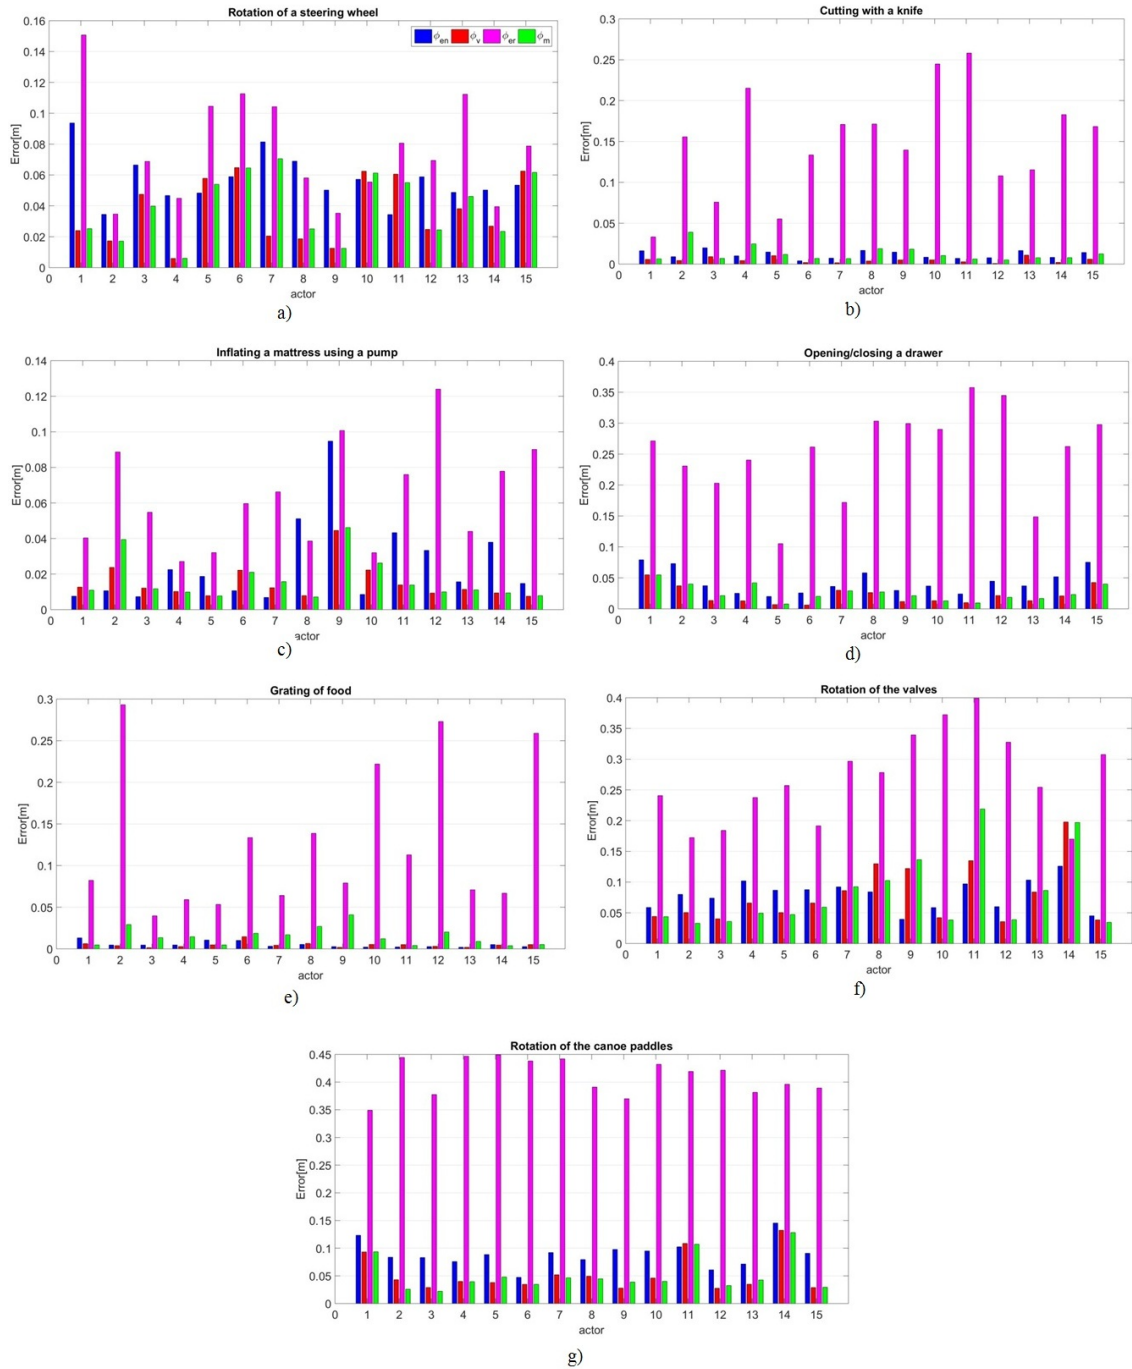 Rotation of a steering wheel
0.16
0.14
0.12
0.1
0.08
0.06
0.04
0.02
0
Error[m]
ϕen ϕv ϕer ϕm
0 1 2 3 4 5 6 7 8 9 10 11 12 13 14 15
actor
a)
Cutting with a knife
0.3
0.25
0.2
0.15
0.1
0.05
0
Error[m]
0 1 2 3 4 5 6 7 8 9 10 11 12 13 14 15
actor
b)
Inflating a mattress using a pump
0.14
0.12
0.1
0.08
0.06
0.04
0.02
0
Error[m]
0 1 2 3 4 5 6 7 8 9 10 11 12 13 14 15
actor
c)
Opening/closing a drawer
0.4
0.35
0.3
0.25
0.2
0.15
0.1
0.05
0
Error[m]
0 1 2 3 4 5 6 7 8 9 10 11 12 13 14 15
actor
d)
Grating of food
0.3
0.25
0.2
0.15
0.1
0.05
0
Error[m]
0 1 2 3 4 5 6 7 8 9 10 11 12 13 14 15
actor
e)
Rotation of the valves
0.4
0.35
0.3
0.25
0.2
0.15
0.1
0.05
0
Error[m]
0 1 2 3 4 5 6 7 8 9 10 11 12 13 14 15
actor
f)
Rotation of the canoe paddles
0.45
0.4
0.35
0.3
0.25
0.2
0.15
0.1
0.05
0
Error[m]
0 1 2 3 4 5 6 7 8 9 10 11 12 13 14 15
actor
g)